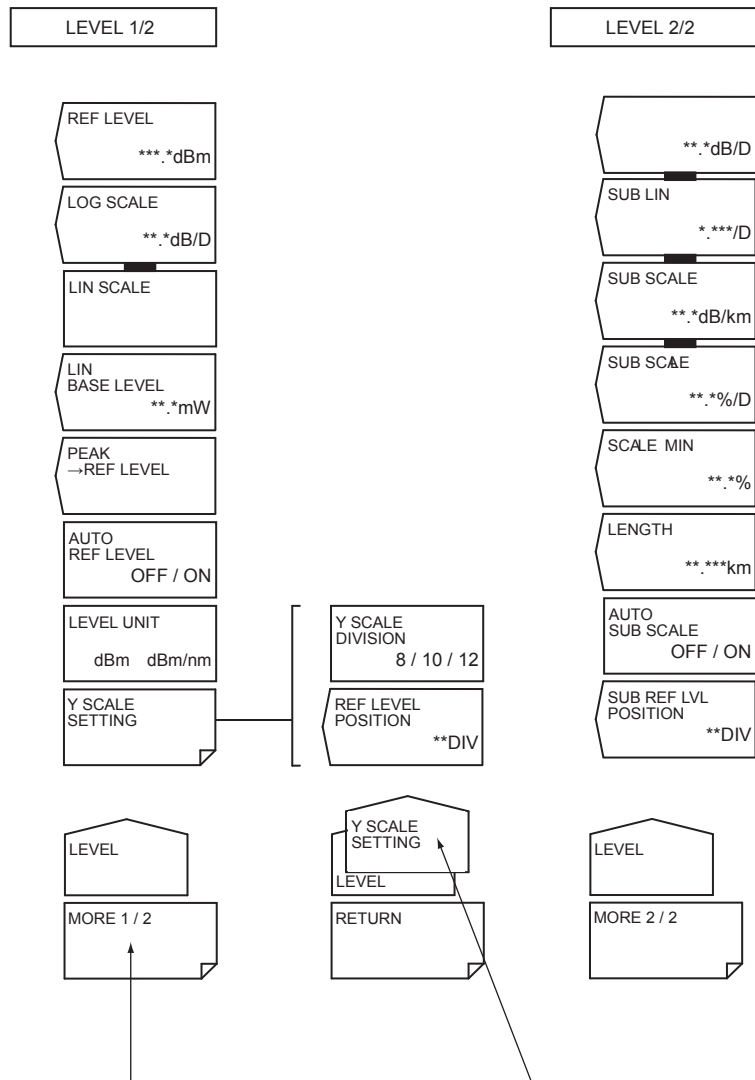 LEVEL 1/2
REF LEVEL
***.*dBm
LOG SCALE
**.*dB/D
LIN SCALE
LIN
BASE LEVEL
**.*mW
PEAK
→REF LEVEL
AUTO
REF LEVEL
OFF / ON
LEVEL UNIT
dBm dBm/nm
Y SCALE
SETTING
LEVEL
MORE 1 / 2
Y SCALE
DIVISION
8 / 10 / 12
REF LEVEL
POSITION
**DIV
Y SCALE
SETTING
LEVEL
RETURN
LEVEL 2/2
**.*dB/D
SUB LIN
*.***/D
SUB SCALE
**.*dB/km
SUB SCALE
**.*%/D
SCALE MIN
**.*%
LENGTH
**.***km
AUTO
SUB SCALE
OFF / ON
SUB REF LVL
POSITION
**DIV
LEVEL
MORE 2 / 2